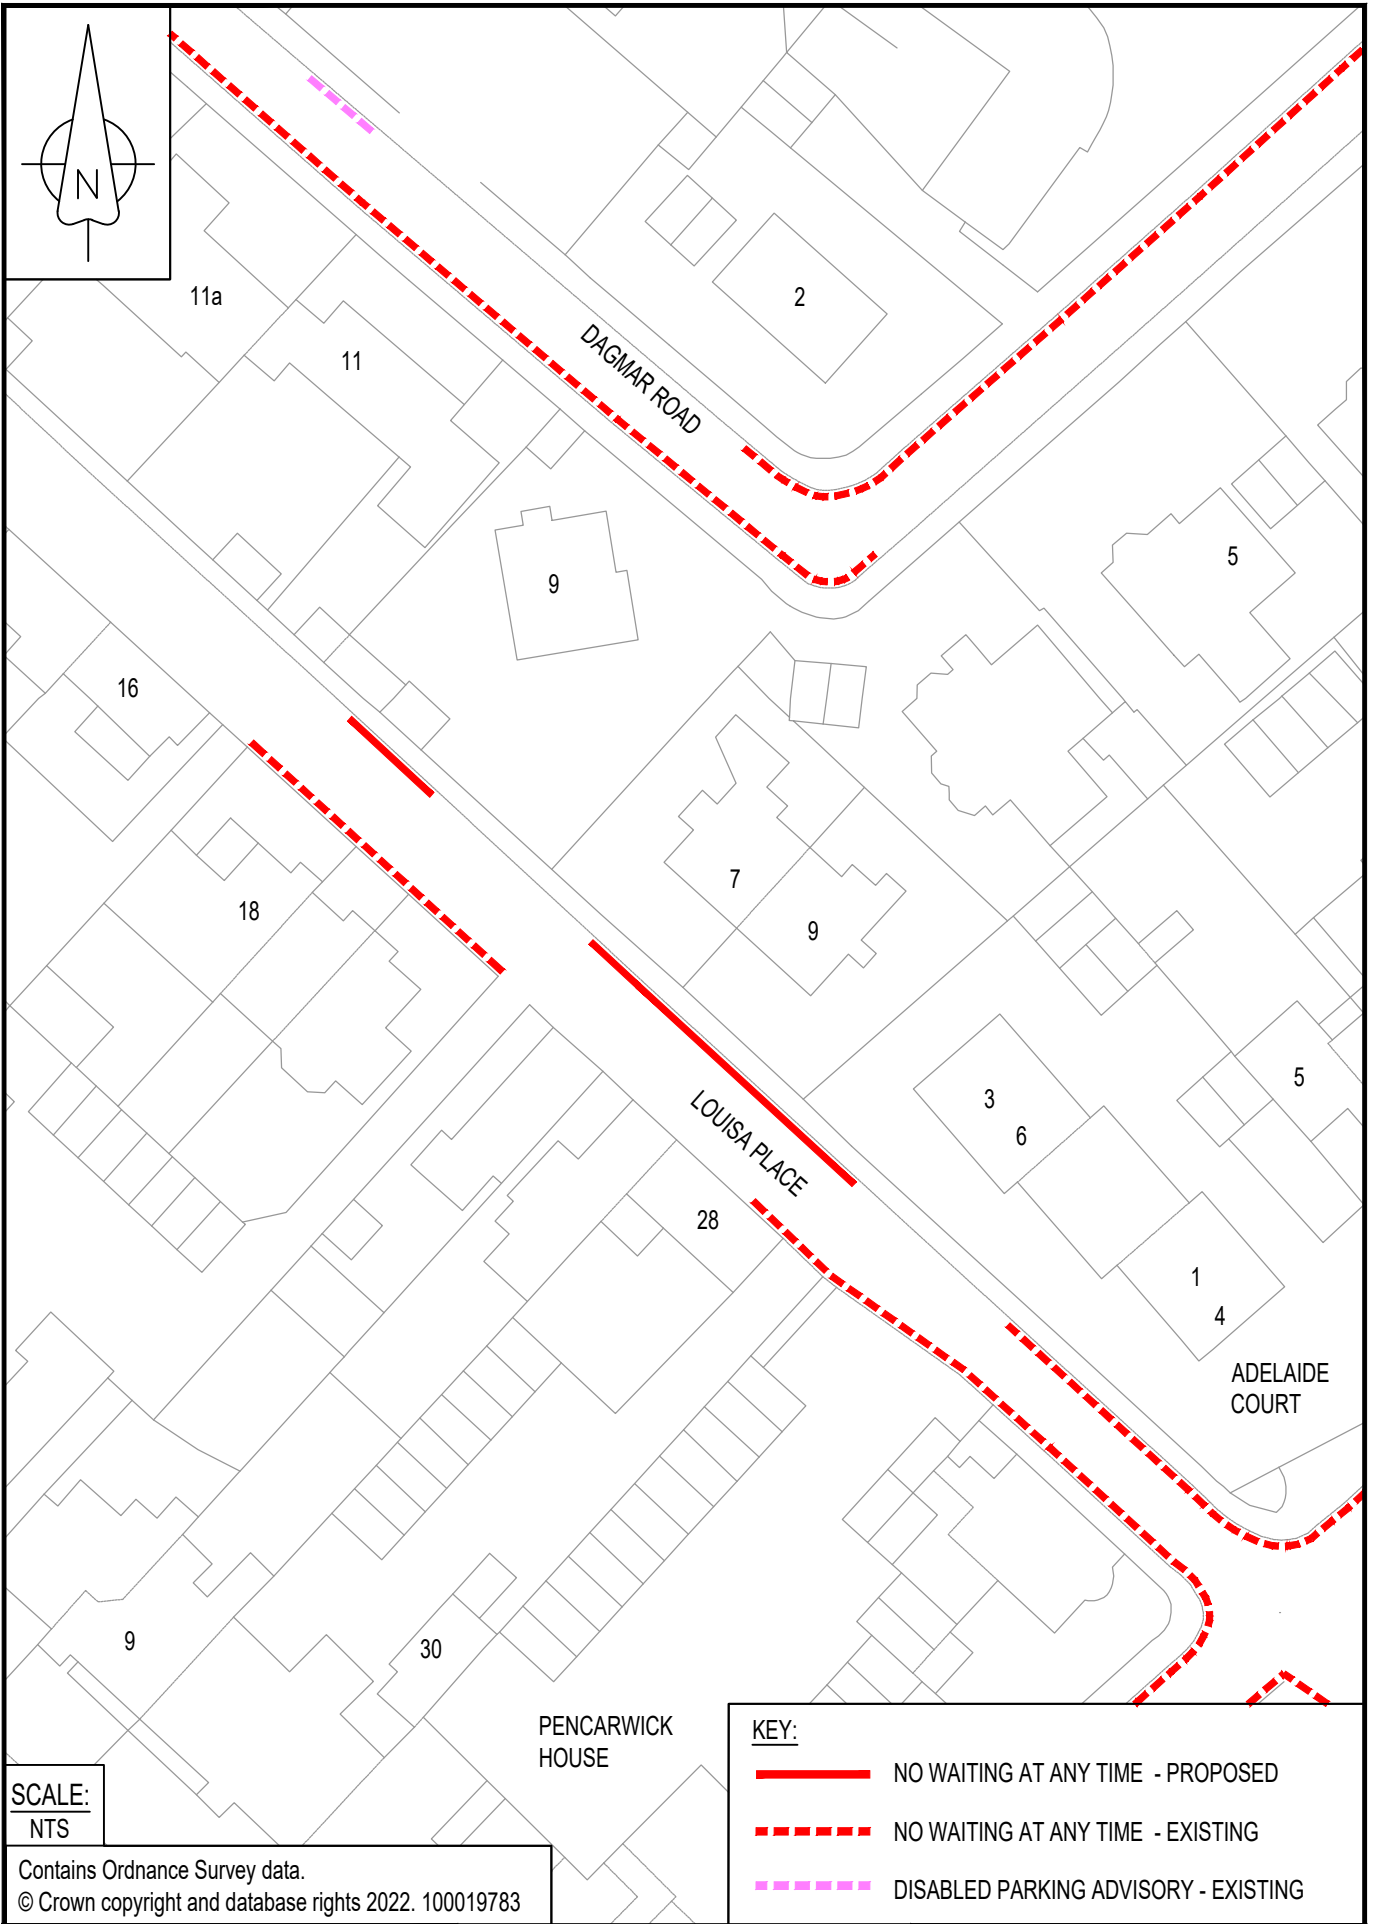 N
11a
2
11
DAGMAR ROAD
9
5
16
7
18
9
3
5
LOUISA PLACE
6
28
1
4
ADELAIDE
COURT
9
30
PENCARWICK
HOUSE
KEY:
NO WAITING AT ANY TIME - PROPOSED
NO WAITING AT ANY TIME - EXISTING
DISABLED PARKING ADVISORY - EXISTING
SCALE:
NTS
Contains Ordnance Survey data.
© Crown copyright and database rights 2022. 100019783